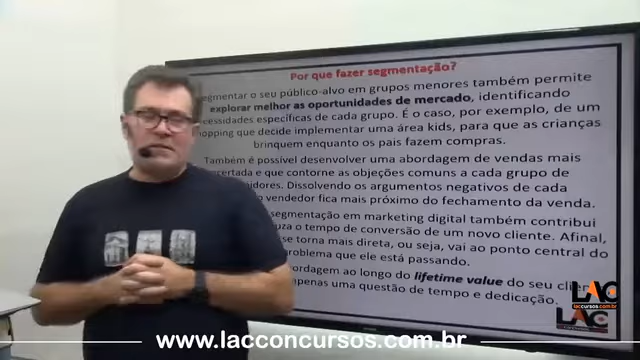 Por que fazer segmentação?
egmentar o seu público-alvo em grupos menores também permite
explorar melhor as oportunidades de mercado, identificando
cessidades específicas de cada grupo. É o caso, por exemplo, de um
hopping que decide implementar uma área kids, para que as crianças
brinquem enquanto os pais fazem compras.
Também é possível desenvolver uma abordagem de vendas mais
certada e que contorne as objeções comuns a cada grupo de
idores. Dissolvendo os argumentos negativos de cada
vendedor fica mais próximo do fechamento da venda.
segmentação em marketing digital também contribui
uza o tempo de conversão de um novo cliente. Afinal,
se torna mais direta, ou seja, vai ao ponto central do
roblema que ele está passando.
ordagem ao longo do lifetime value do seu clien
penas uma questão de tempo e dedicação.
LAC
www.lacconcursos.com.br
LAC
www.lacconcursos.com.br